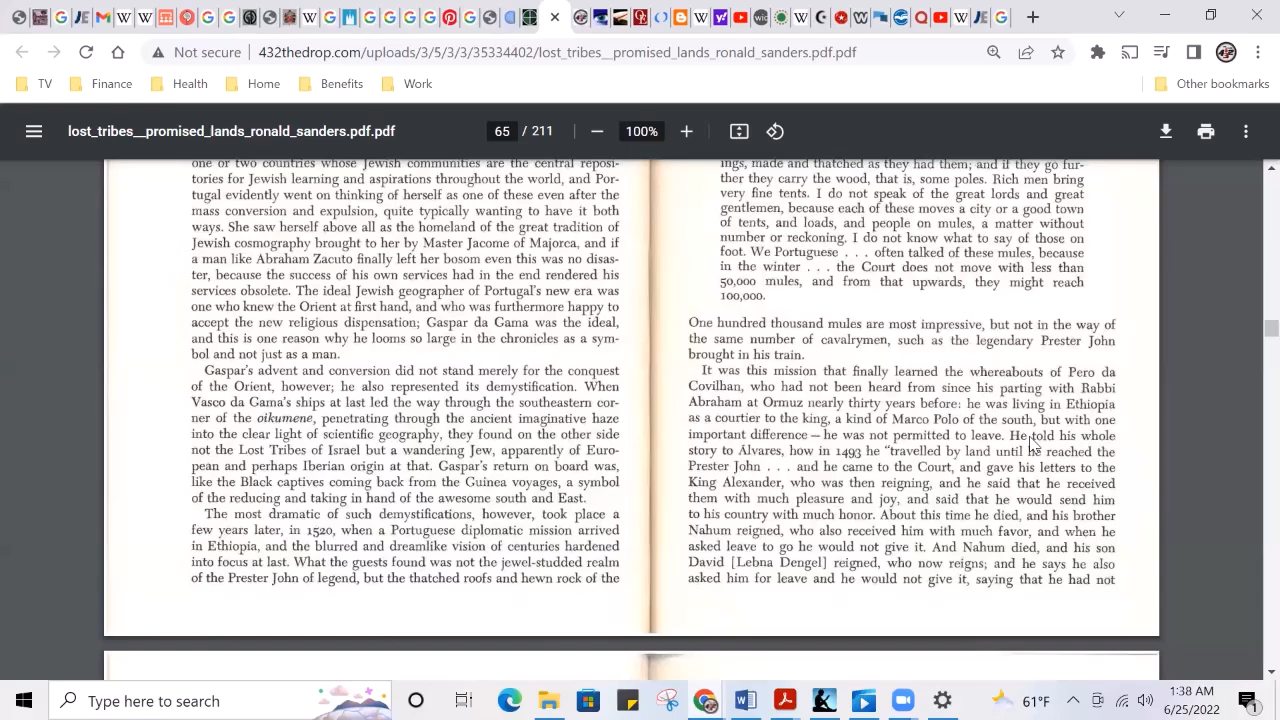 Not secure
432thedrop.com/uploads/3/5/3/3/35334402/lost_tribes__promised_lands_ronald_sanders.pdf.pdf
TV
Finance
Health
Home
Benefits
Work
Other bookmarks
lost_tribes__promised_lands_ronald_sanders.pdf.pdf
65 / 211
100%
one or two countries whose Jewish communities are the central reposi-
tories for Jewish learning and aspirations throughout the world, and Por-
tugal evidently went on thinking of herself as one of these even after the
mass conversion and expulsion, quite typically wanting to have it both
ways. She saw herself above all as the homeland of the great tradition of
Jewish cosmography brought to her by Master Jacome of Majorca, and if
a man like Abraham Zacuto finally left her bosom even this was no disas-
ter, because the success of his own services had in the end rendered his
services obsolete. The ideal Jewish geographer of Portugal's new era was
one who knew the Orient at first hand, and who was furthermore happy to
accept the new religious dispensation; Gaspar da Gama was the ideal,
and this is one reason why he looms so large in the chronicles as a sym-
bol and not just as a man.
Gaspar's advent and conversion did not stand merely for the conquest
of the Orient, however; he also represented its demystification. When
Vasco da Gama's ships at last led the way through the southeastern cor-
ner of the oikumene, penetrating through the ancient imaginative haze
into the clear light of scientific geography, they found on the other side
not the Lost Tribes of Israel but a wandering Jew, apparently of Euro-
pean and perhaps Iberian origin at that. Gaspar's return on board was,
like the Black captives coming back from the Guinea voyages, a symbol
of the reducing and taking in hand of the awesome south and East.
The most dramatic of such demystifications, however, took place a
few years later, in 1520, when a Portuguese diplomatic mission arrived
in Ethiopia, and the blurred and dreamlike vision of centuries hardened
into focus at last. What the guests found was not the jewel-studded realm
of the Prester John of legend, but the thatched roofs and hewn rock of the
ings, made and thatched as they had them; and if they go fur-
ther they carry the wood, that is, some poles. Rich men bring
very fine tents. I do not speak of the great lords and great
gentlemen, because each of these moves a city or a good town
of tents, and loads, and people on mules, a matter without
number or reckoning. I do not know what to say of those on
foot. We Portuguese . . . often talked of these mules, because
in the winter . . . the Court does not move with less than
50,000 mules, and from that upwards, they might reach
100,000.
One hundred thousand mules are most impressive, but not in the way of
the same number of cavalrymen, such as the legendary Prester John
brought in his train.
It was this mission that finally learned the whereabouts of Pero da
Covilhan, who had not been heard from since his parting with Rabbi
Abraham at Ormuz nearly thirty years before: he was living in Ethiopia
as a courtier to the king, a kind of Marco Polo of the south, but with one
important difference — he was not permitted to leave. He told his whole
story to Alvares, how in 1493 he "travelled by land until he reached the
Prester John . . . and he came to the Court, and gave his letters to the
King Alexander, who was then reigning, and he said that he received
them with much pleasure and joy, and said that he would send him
to his country with much honor. About this time he died, and his brother
Nahum reigned, who also received him with much favor, and when he
asked leave to go he would not give it. And Nahum died, and his son
David [Lebna Dengel] reigned, who now reigns; and he says he also
asked him for leave and he would not give it, saying that he had not
Type here to search
61°F
1:38 AM
6/25/2022